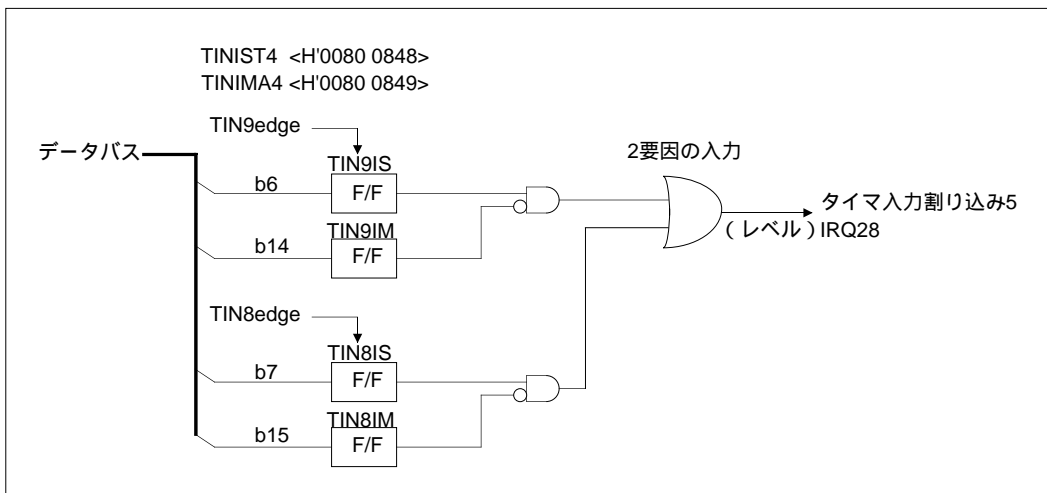 TINIST4 <H'0080 0848>
TINIMA4 <H'0080 0849>
TIN9edge
データバス
TIN9IS
2要因の入力
b6
F/F
タイマ入力割り込み5
TIN9IM
(レベル)IRQ28
b14
F/F
TIN8edge
TIN8IS
b7
F/F
TIN8IM
b15
F/F